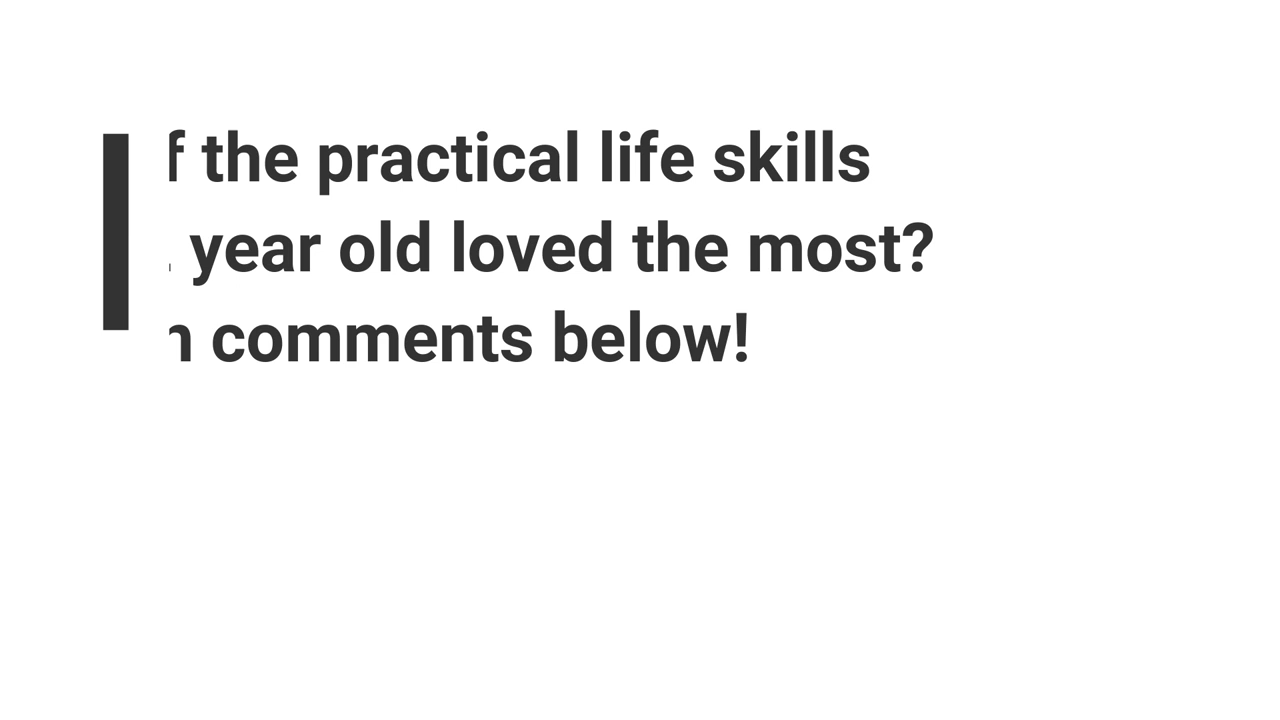 the practical life skills
year old loved the most?
comments below!